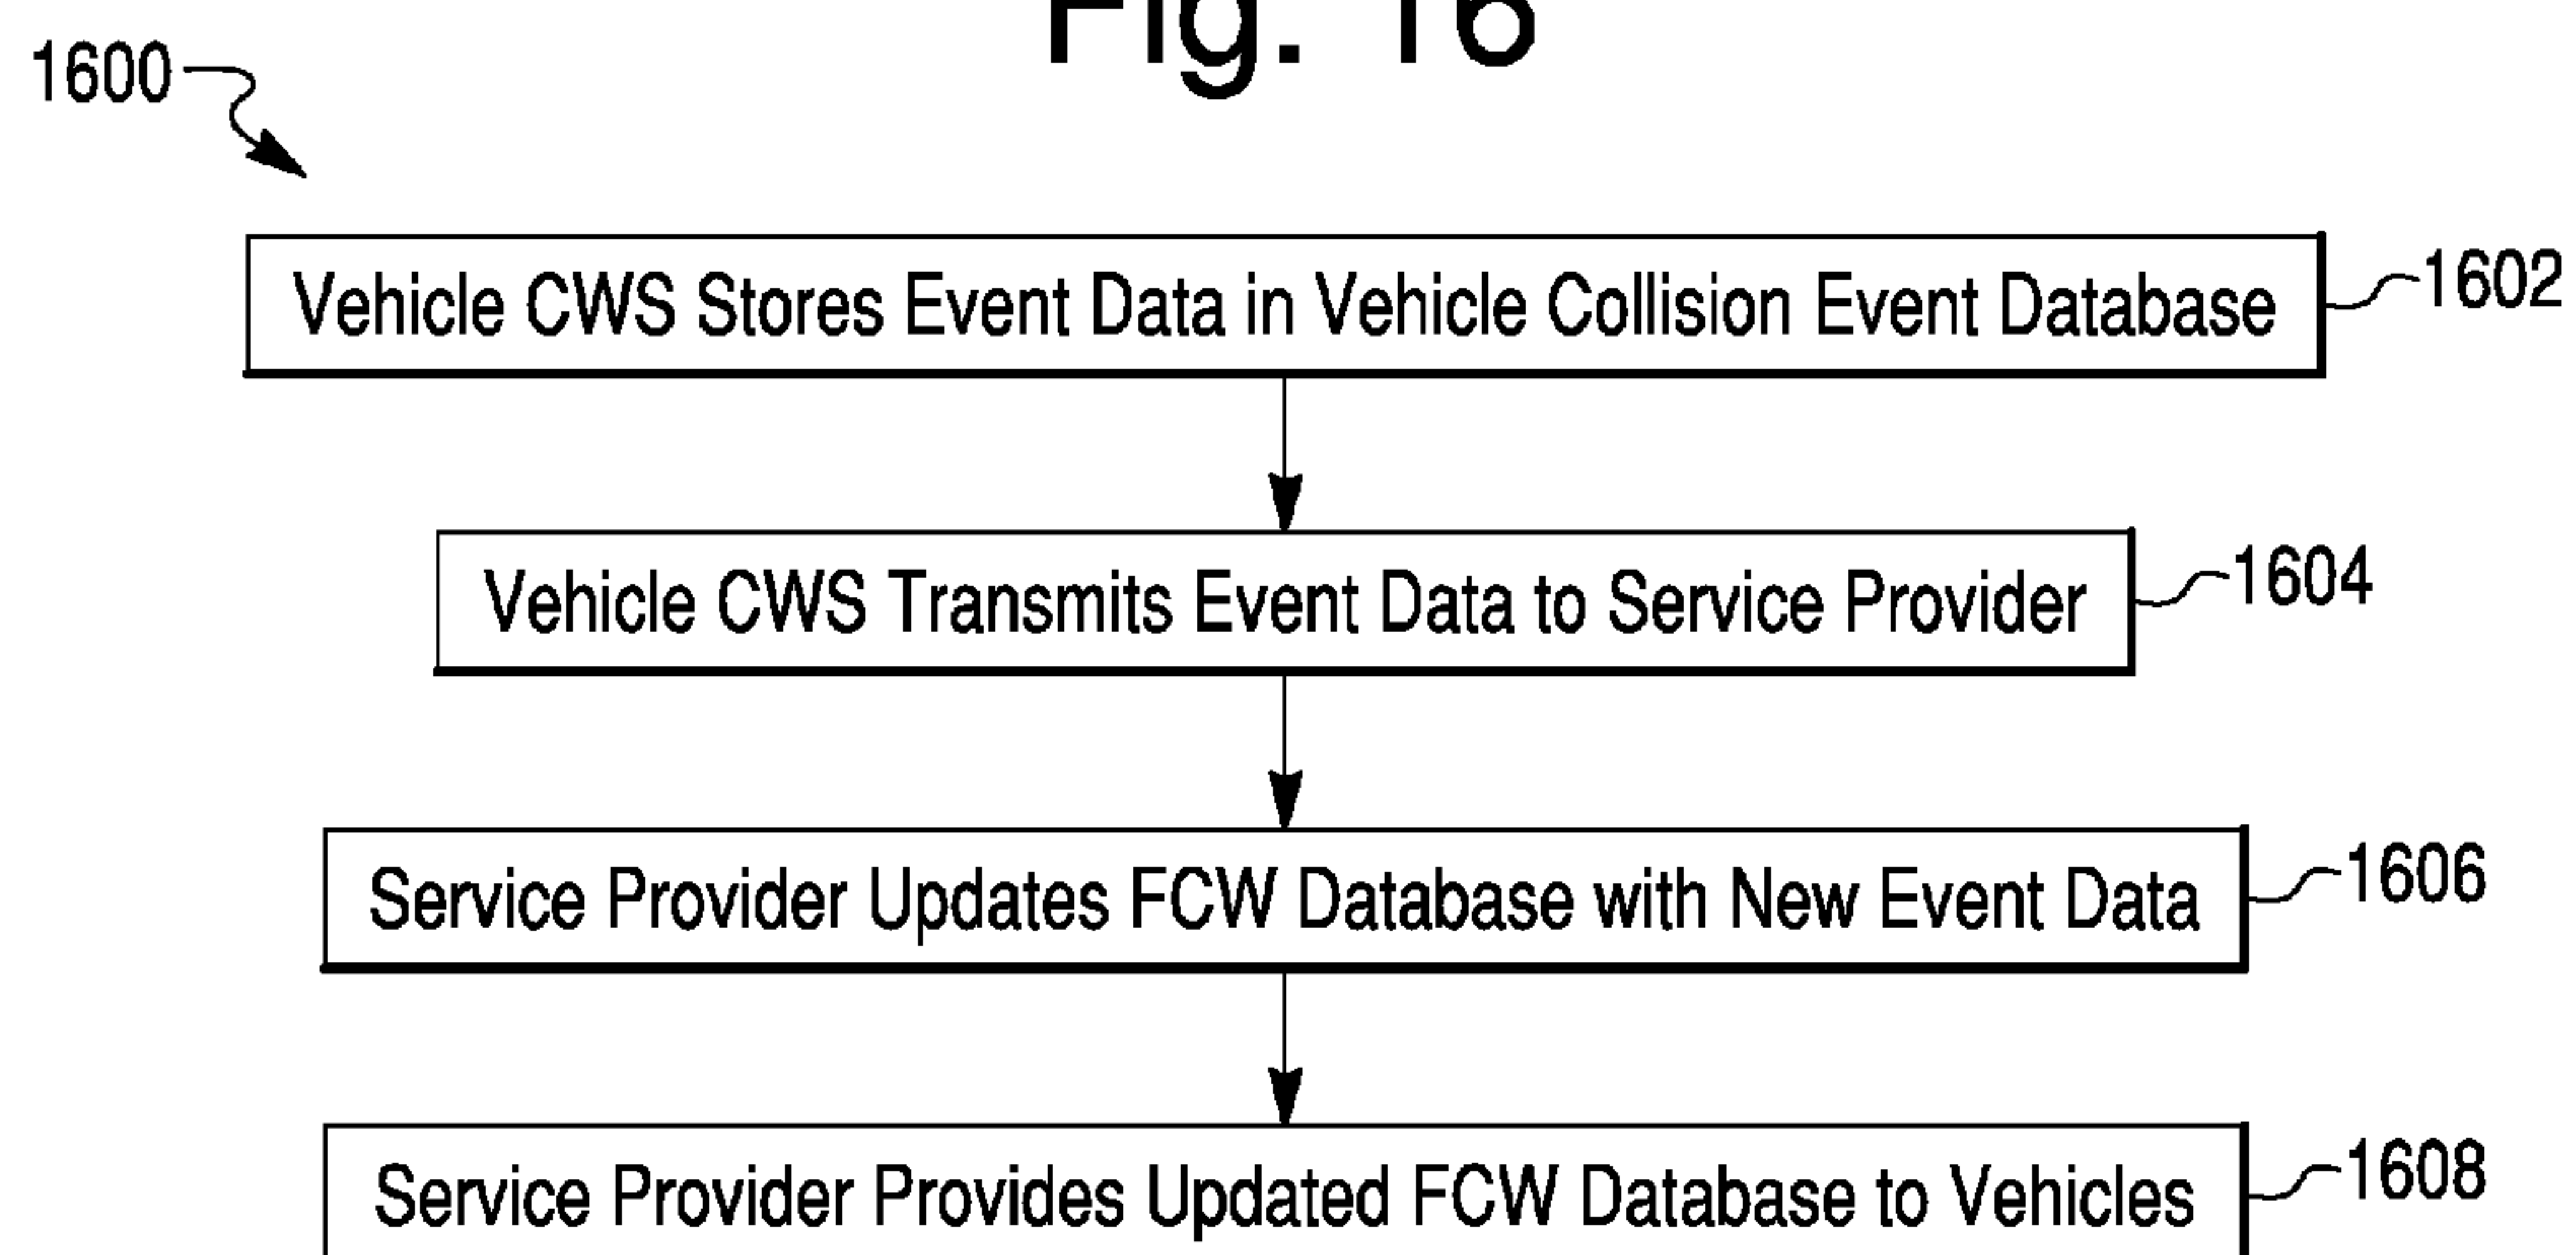 Fig. 16
1600
Vehicle CWS Stores Event Data in Vehicle Collision Event Database
1602
Vehicle CWS Transmits Event Data to Service Provider
1604
Service Provider Updates FCW Database with New Event Data
1606
Service Provider Provides Updated FCW Database to Vehicles
1608